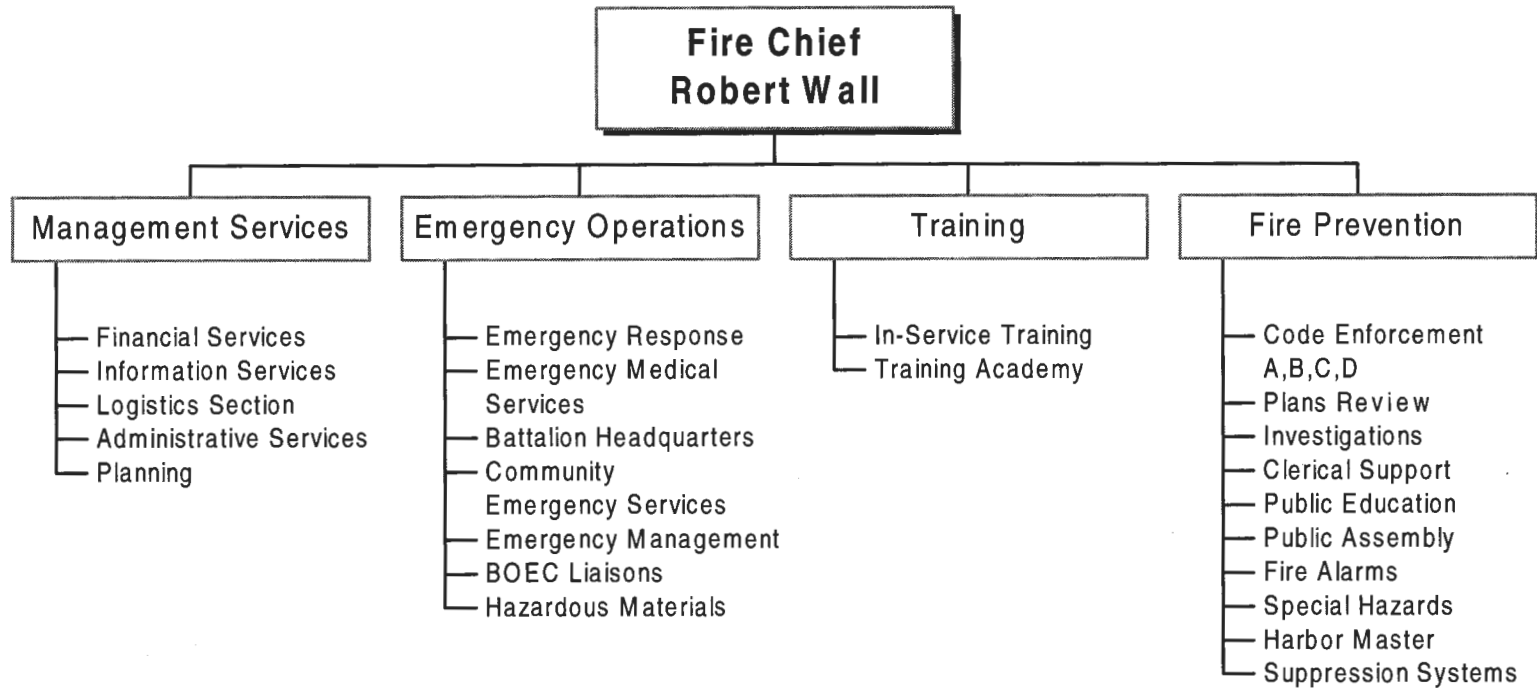 Fire Chief
Robert Wall
Management Services
Financial Services
Information Services
Logistics Section
Administrative Services
Planning
Emergency Operations
Emergency Response
Emergency Medical
Services
Battalion Headquarters
Community
Emergency Services
Emergency Management
BOEC Liaisons
Hazardous Materials
Training
In-Service Training
Training Academy
Fire Prevention
Code Enforcement
A,B,C,D
Plans Review
Investigations
Clerical Support
Public Education
Public Assembly
Fire Alarms
Special Hazards
Harbor Master
Suppression Systems